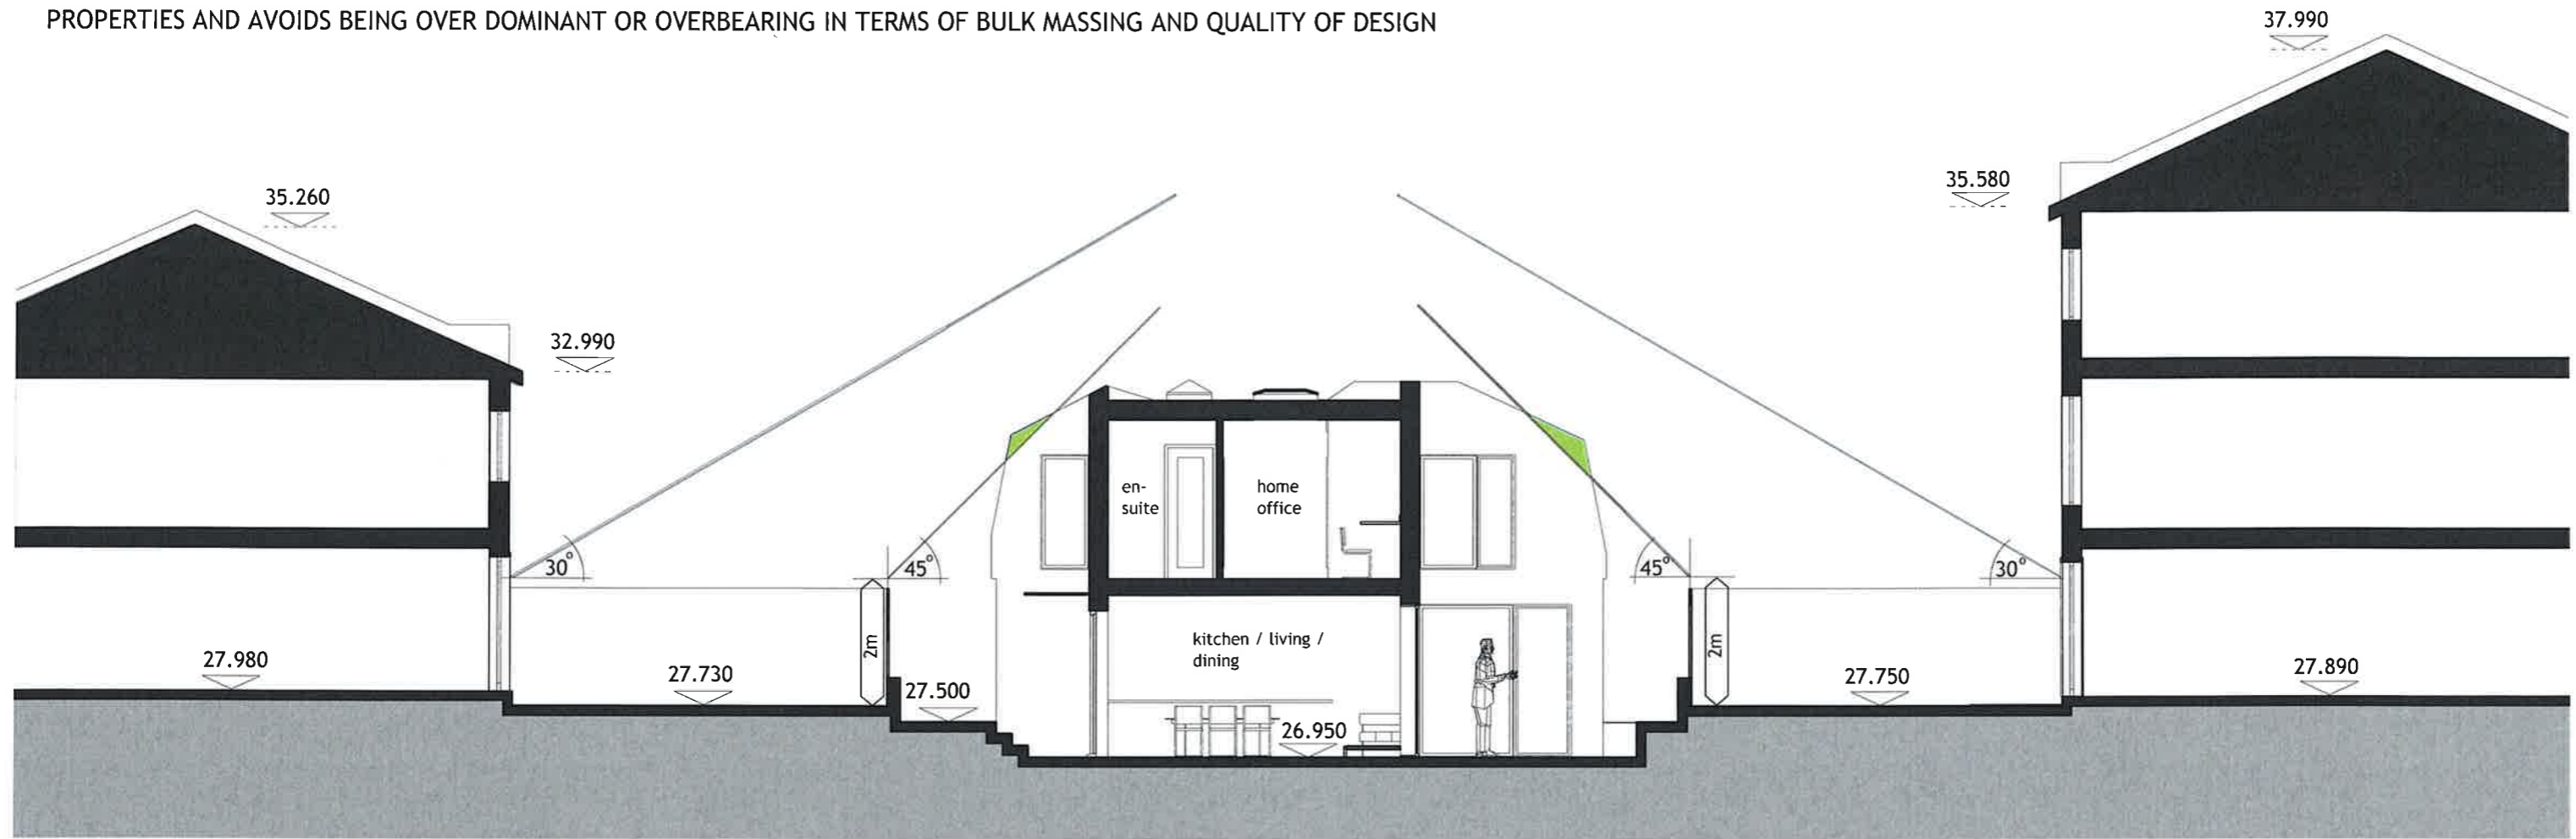 PROPERTIES AND AVOIDS BEING OVER DOMINANT OR OVERBEARING IN TERMS OF BULK MASSING AND QUALITY OF DESIGN
37.990
35.260
35.580
32.990
en-
suite
home
office
30°
45°
45°
30°
2m
kitchen / living /
dining
2m
27.980
27.730
27.500
26.950
27.750
27.890